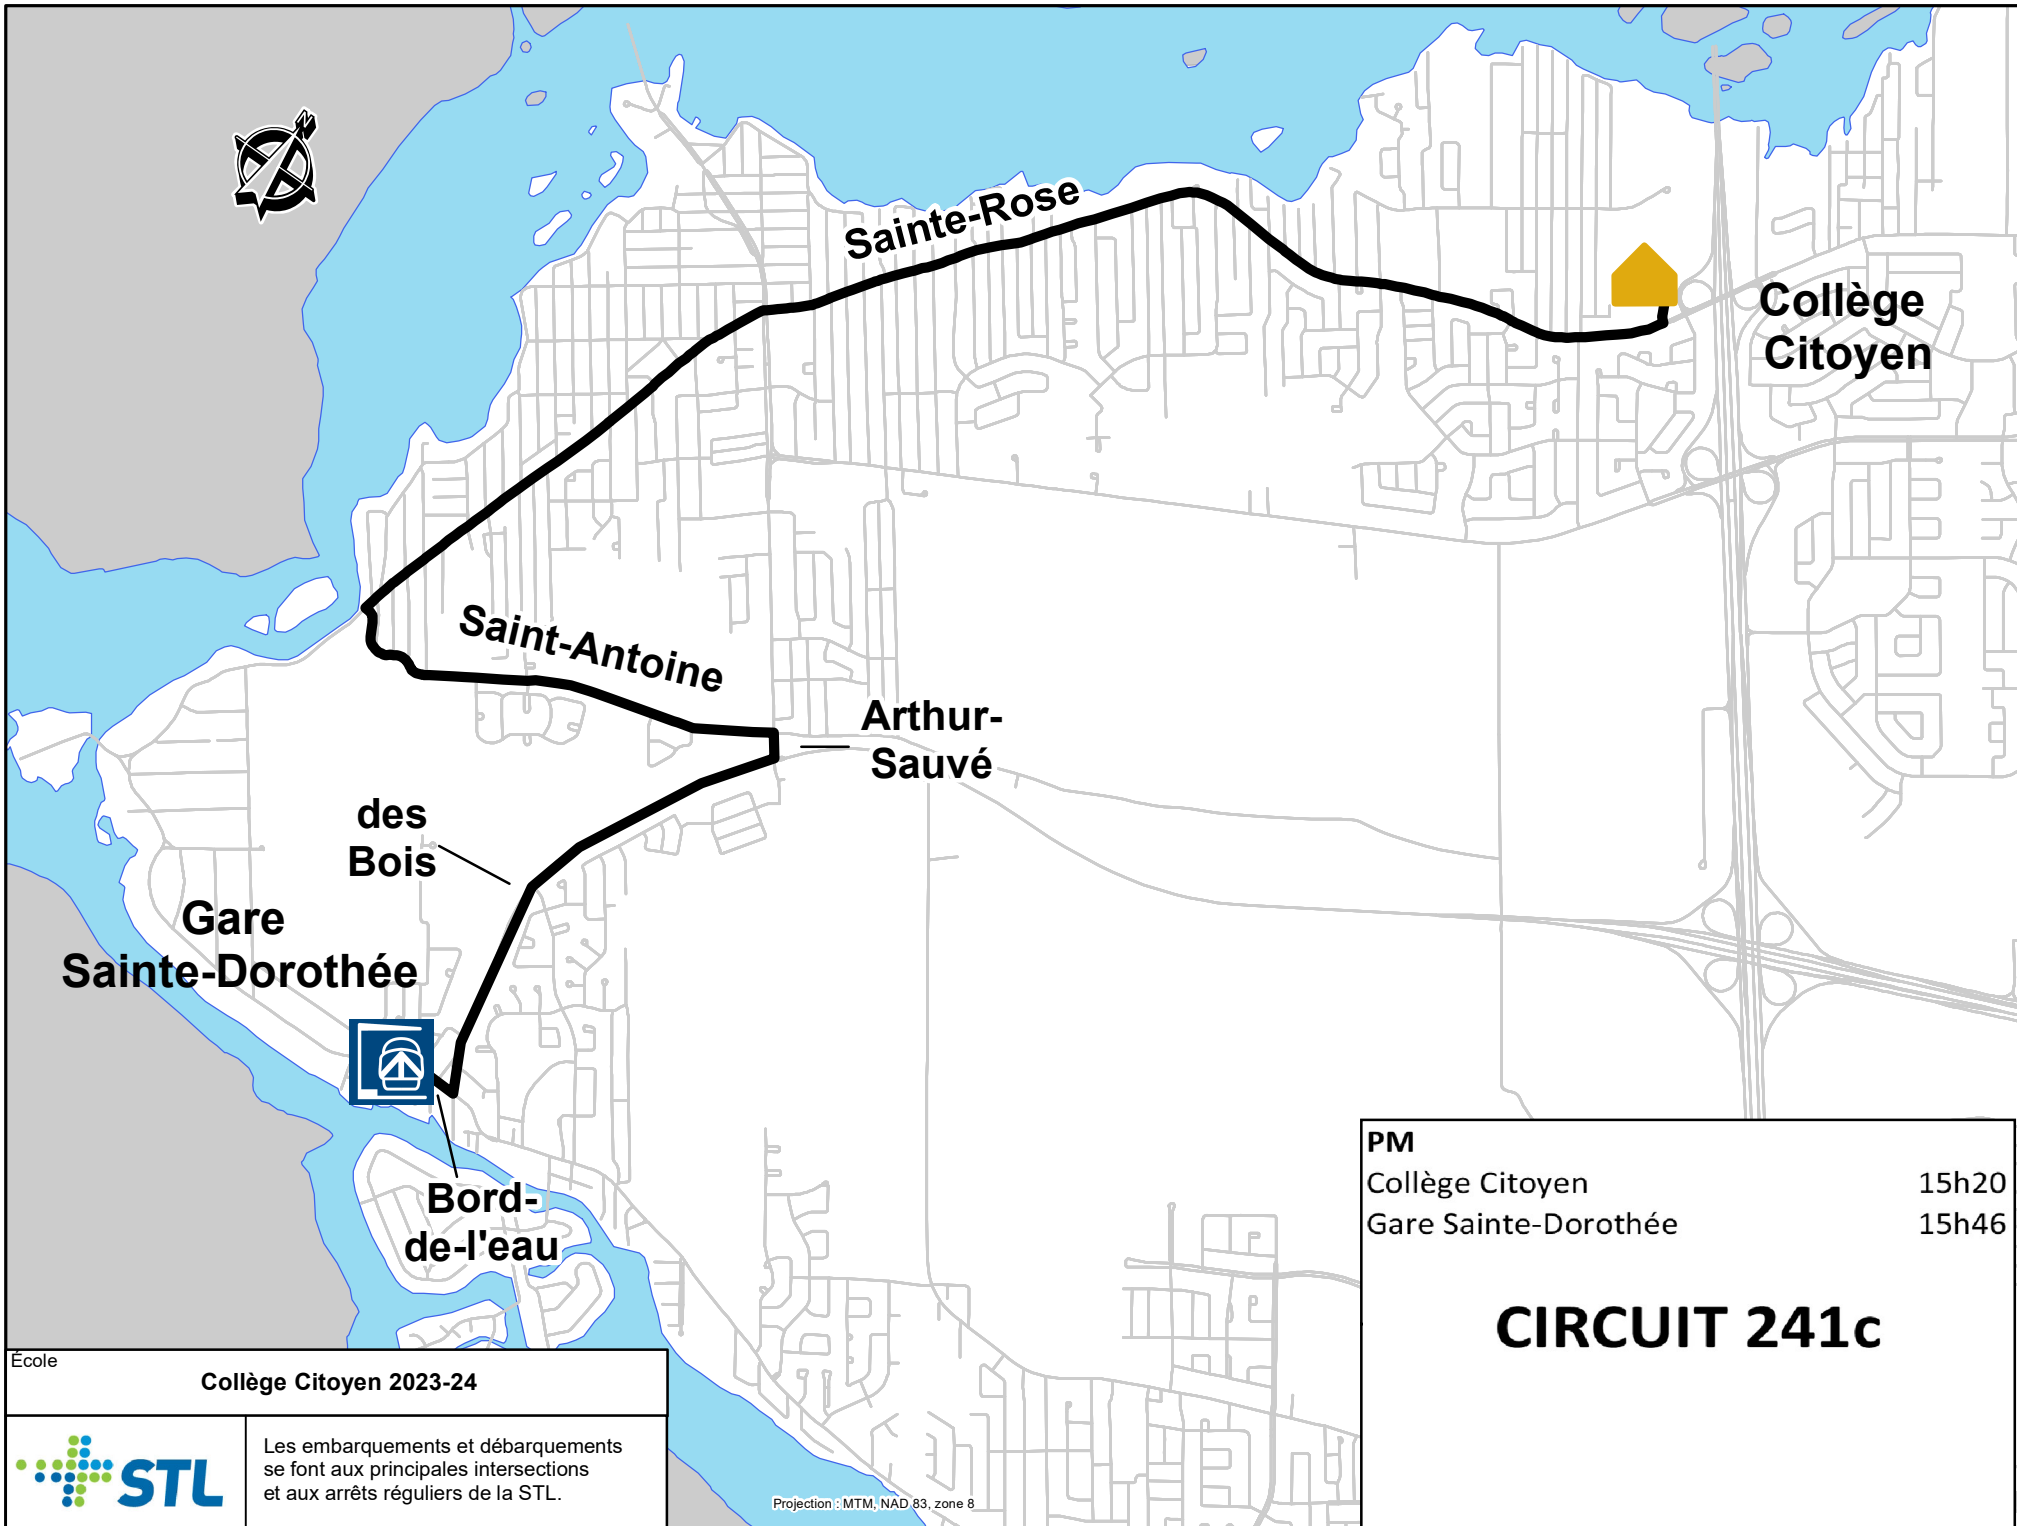 Sainte-Rose
Collège
Citoyen
Saint-Antoine
Arthur-
Sauvé
des
Bois
Gare
Sainte-Dorothée
Bord-
de-l'eau
PM
Collège Citoyen 15h20
Gare Sainte-Dorothée 15h46
CIRCUIT 241c
École
Collège Citoyen 2023-24
STL
Les embarquements et débarquements
se font aux principales intersections
et aux arrêts réguliers de la STL.
Projection : MTM, NAD 83, zone 8
N